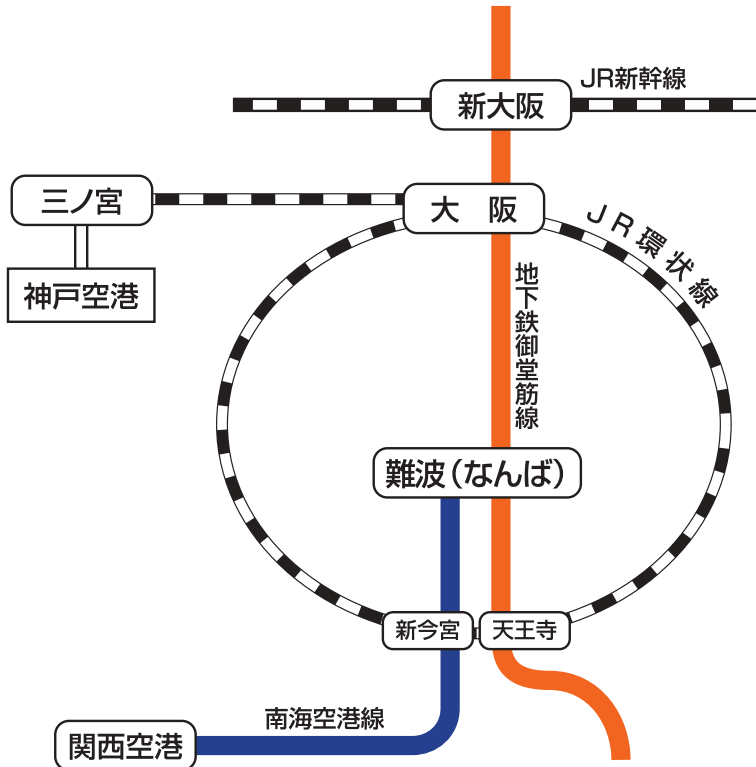 JR新幹線
新大阪
三ノ宮
大 阪
JR環状線
神戸空港
地下鉄御堂筋線
難波(なんば)
新今宮
天王寺
南海空港線
関西空港